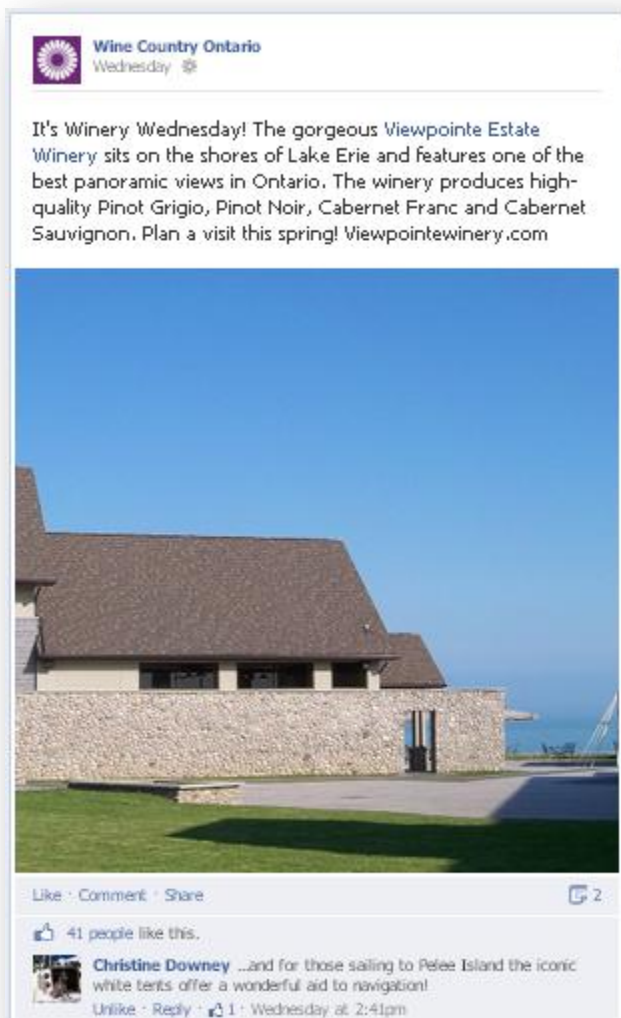 Wine Country Ontario
Wednesday
It's Winery Wednesday! The gorgeous Viewpointe Estate
Winery sits on the shores of Lake Erie and features one of the
best panoramic views in Ontario. The winery produces high-
quality Pinot Grigio, Pinot Noir, Cabernet Franc and Cabernet
Sauvignon. Plan a visit this spring! Viewpointewinery.com
Like · Comment · Share 2
41 people like this.
Christine Downey ...and for those sailing to Pelee Island the iconic
white tents offer a wonderful aid to navigation!
Unlike · Reply · 1 · Wednesday at 2:41pm